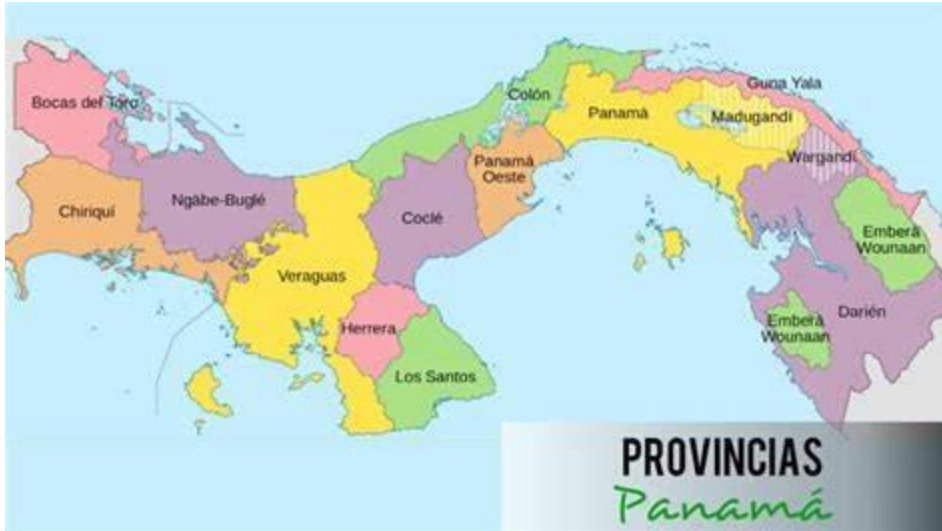 Bocas del Toro
Colón
Guna Yala
Panamá
Madugandí
Wargandí
Panamá
Oeste
Ngäbe-Buglé
Chiriquí
Coclé
Emberá
Wounaan
Veraguas
Herrera
Darién
Emberá
Wounaan
Los Santos
PROVINCIAS
Panamá